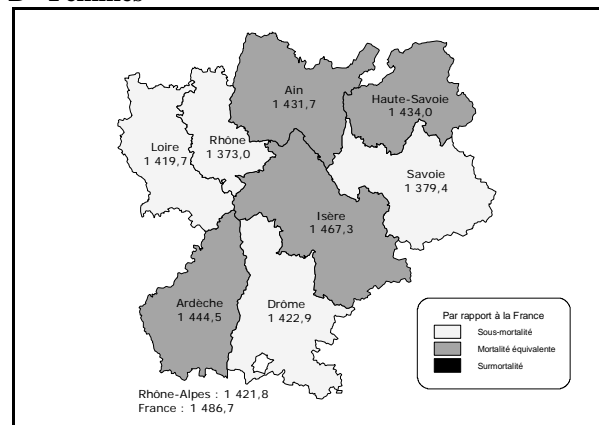 B - Femmes
Ain
1 431,7
Haute-Savoie
1 434,0
Rhône
1 373,0
Loire
1 419,7
Savoie
1 379,4
Isère
1 467,3
Ardèche
1 444,5
Drôme
1 422,9
Par rapport à la France
Sous-mortalité
Mortalité équivalente
Surmortalité
Rhône-Alpes : 1 421,8
France : 1 486,7